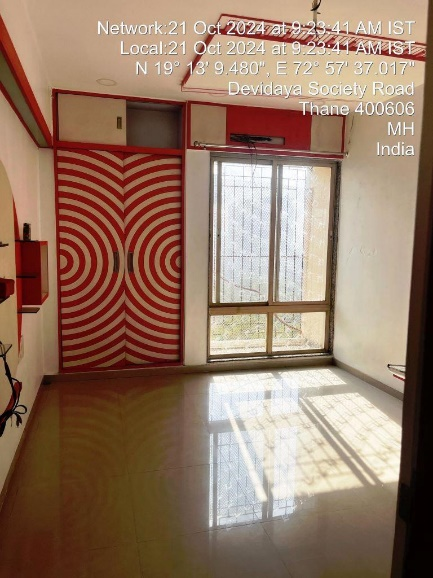 Network:21 Oct 2024 at 9:23:41 AM IST
Local:21 Oct 2024 at 9:23:41 AM IST
N 19° 13' 9.480", E 72° 57' 37.017"
Devidaya Society Road
Thane 400606
MH
India